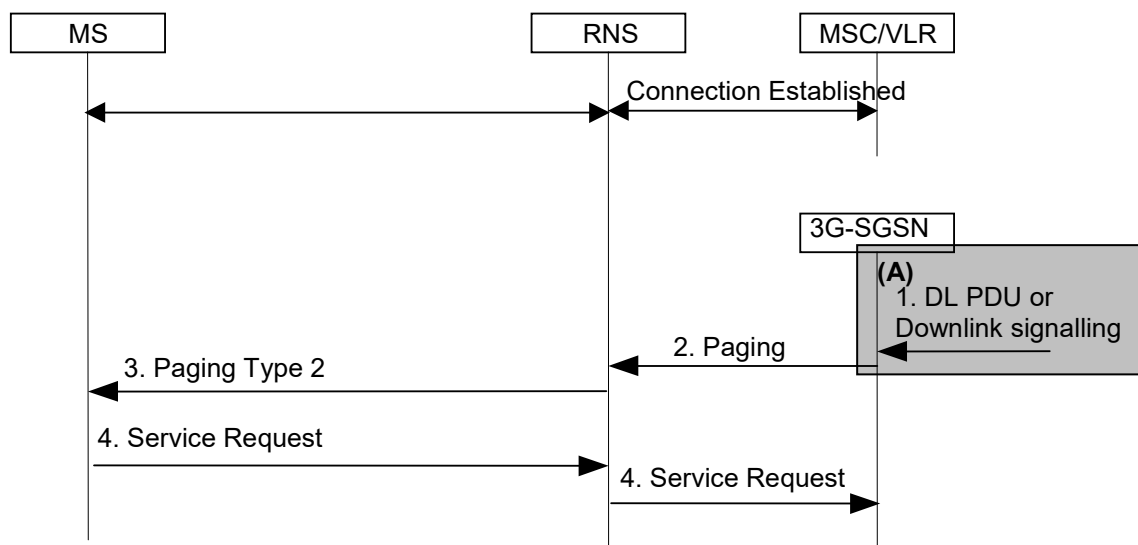 MS
RNS
MSC/VLR
Connection Established
3G-SGSN
(A)
1. DL PDU or
Downlink signalling
2. Paging
3. Paging Type 2
4. Service Request
4. Service Request